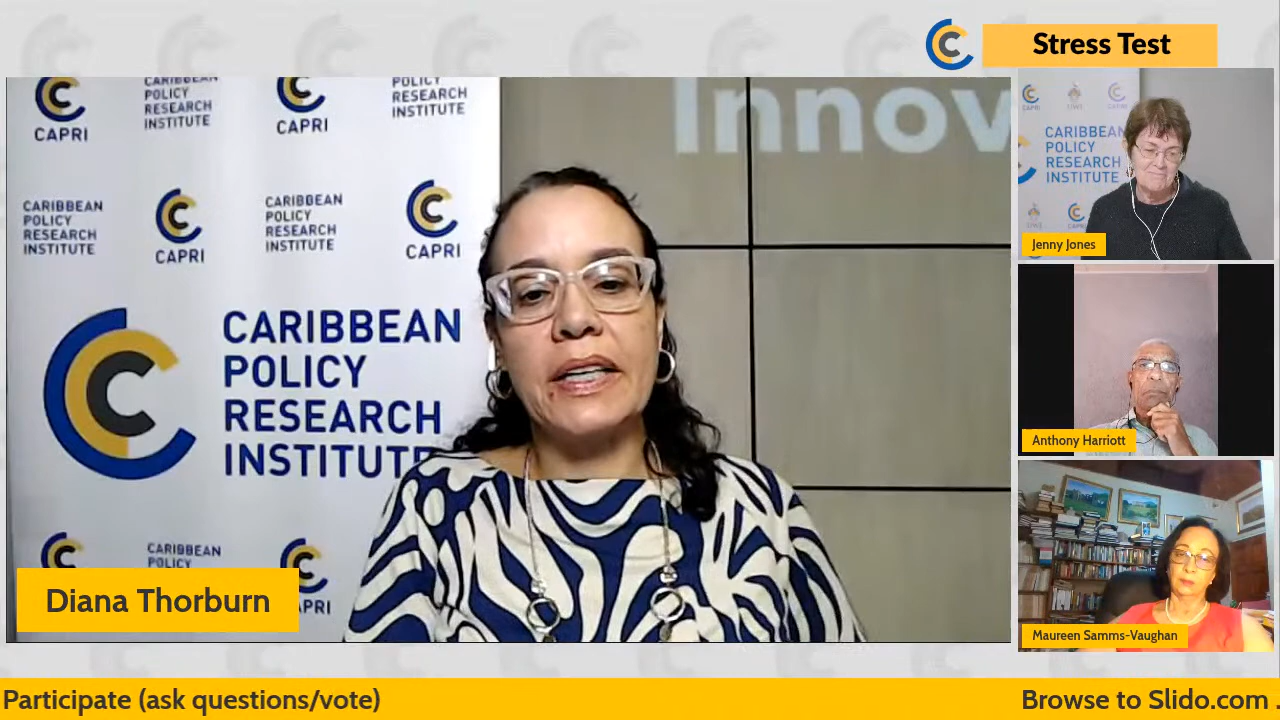 Stress Test
CAPRI
CARIBBEAN
POLICY
RESEARCH
INSTITUTE
CAPRI
POLICY
RESEARCH
INSTITUTE
CARIBBEAN
POLICY
RESEARCH
INSTITUTE
CAPRI
CARIBBEAN
POLICY
RESEARCH
INSTITUTE
CAPRI
CARIBBEAN
POLICY
RESEARCH
INSTITUTE
CARIBBEAN
POLICY
Innov
Diana Thorburn
CARIBBEAN
POLICY
RESEARCH
INSTITUTE
Jenny Jones
Anthony Harriott
Maureen Samms-Vaughan
Participate (ask questions/vote)
Browse to Slido.com